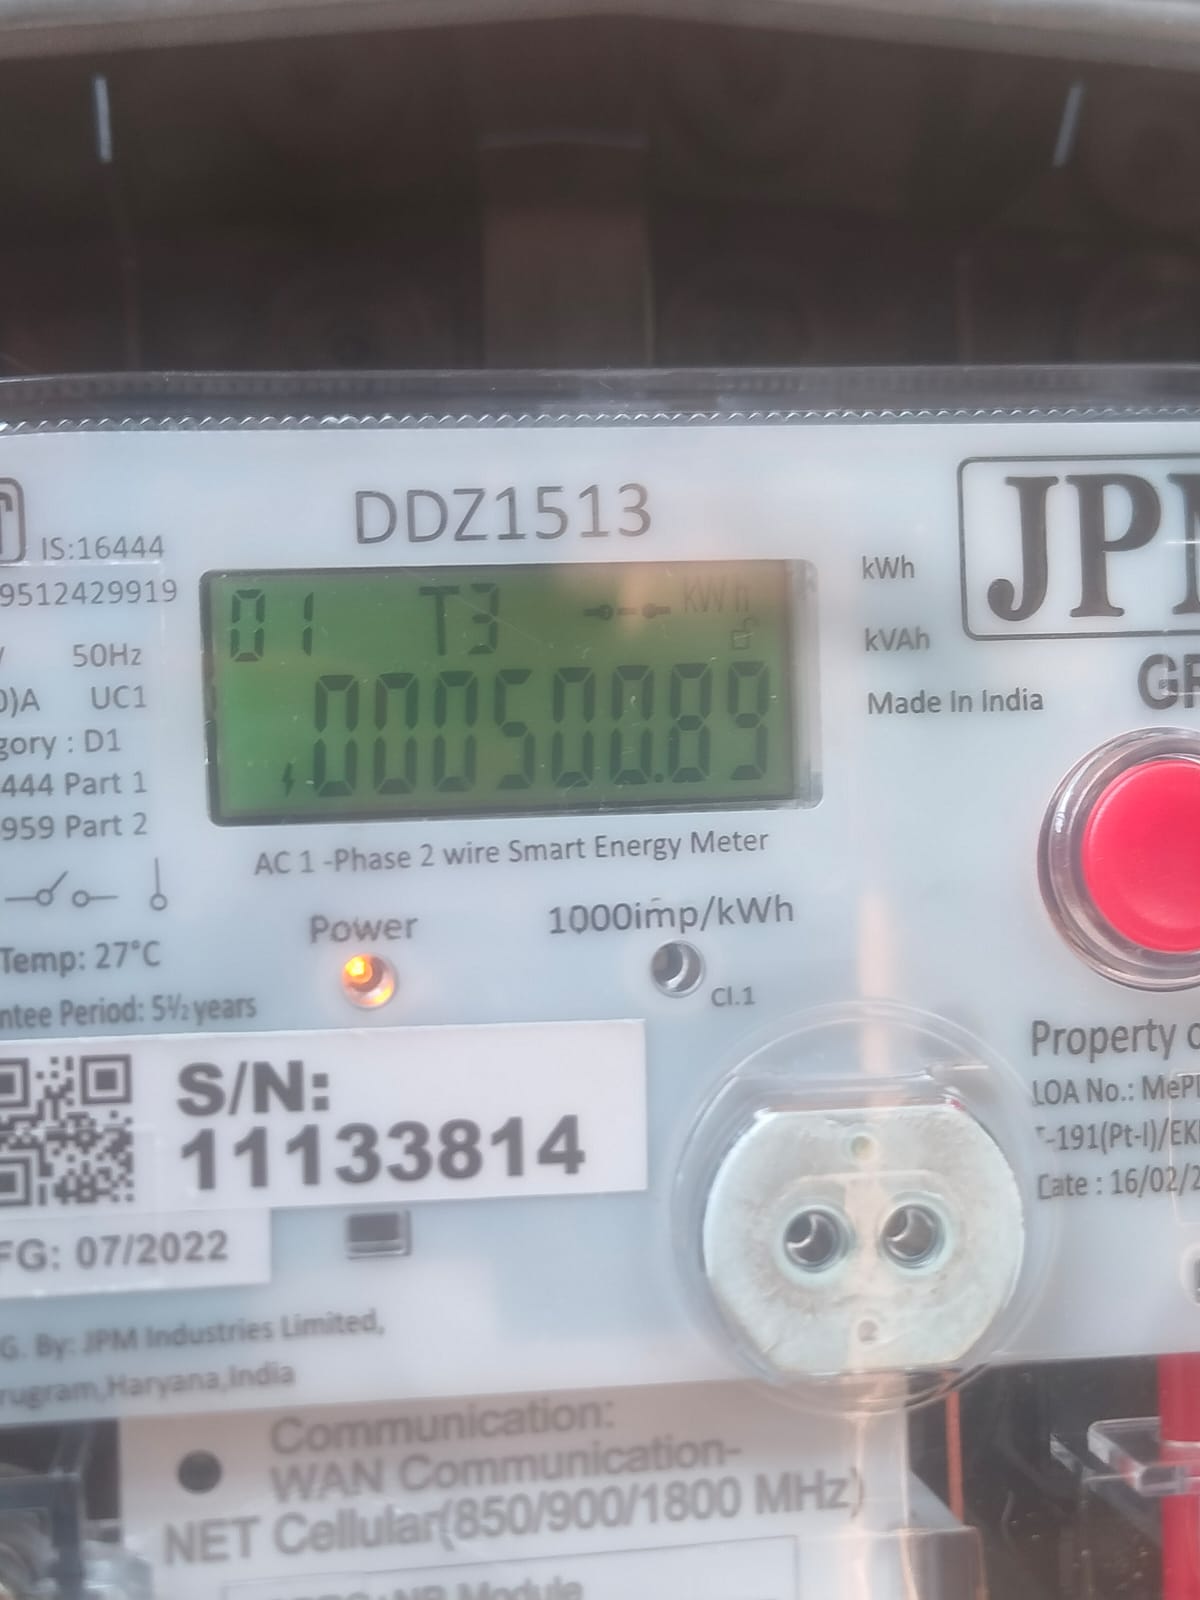 DDZ1513
IS:16444
9512429919
50Hz
)A UC1
gory : D1
444 Part 1
959 Part 2
Temp: 27°C
ntee Period: 5½ years
01 T3 kWh
00050089
AC 1 -Phase 2 wire Smart Energy Meter
Power
1000imp/kWh
Cl.1
kWh
kVAh
Made In India
JP
GP
S/N:
11133814
FG: 07/2022
G. By: JPM Industries Limited,
rugram,Haryana,India
Property o
LOA No.: MeP
-191(Pt-I)/EK
Date : 16/02/2
Communication:
WAN Communication-
NET Cellular(850/900/1800 MHz)
Module